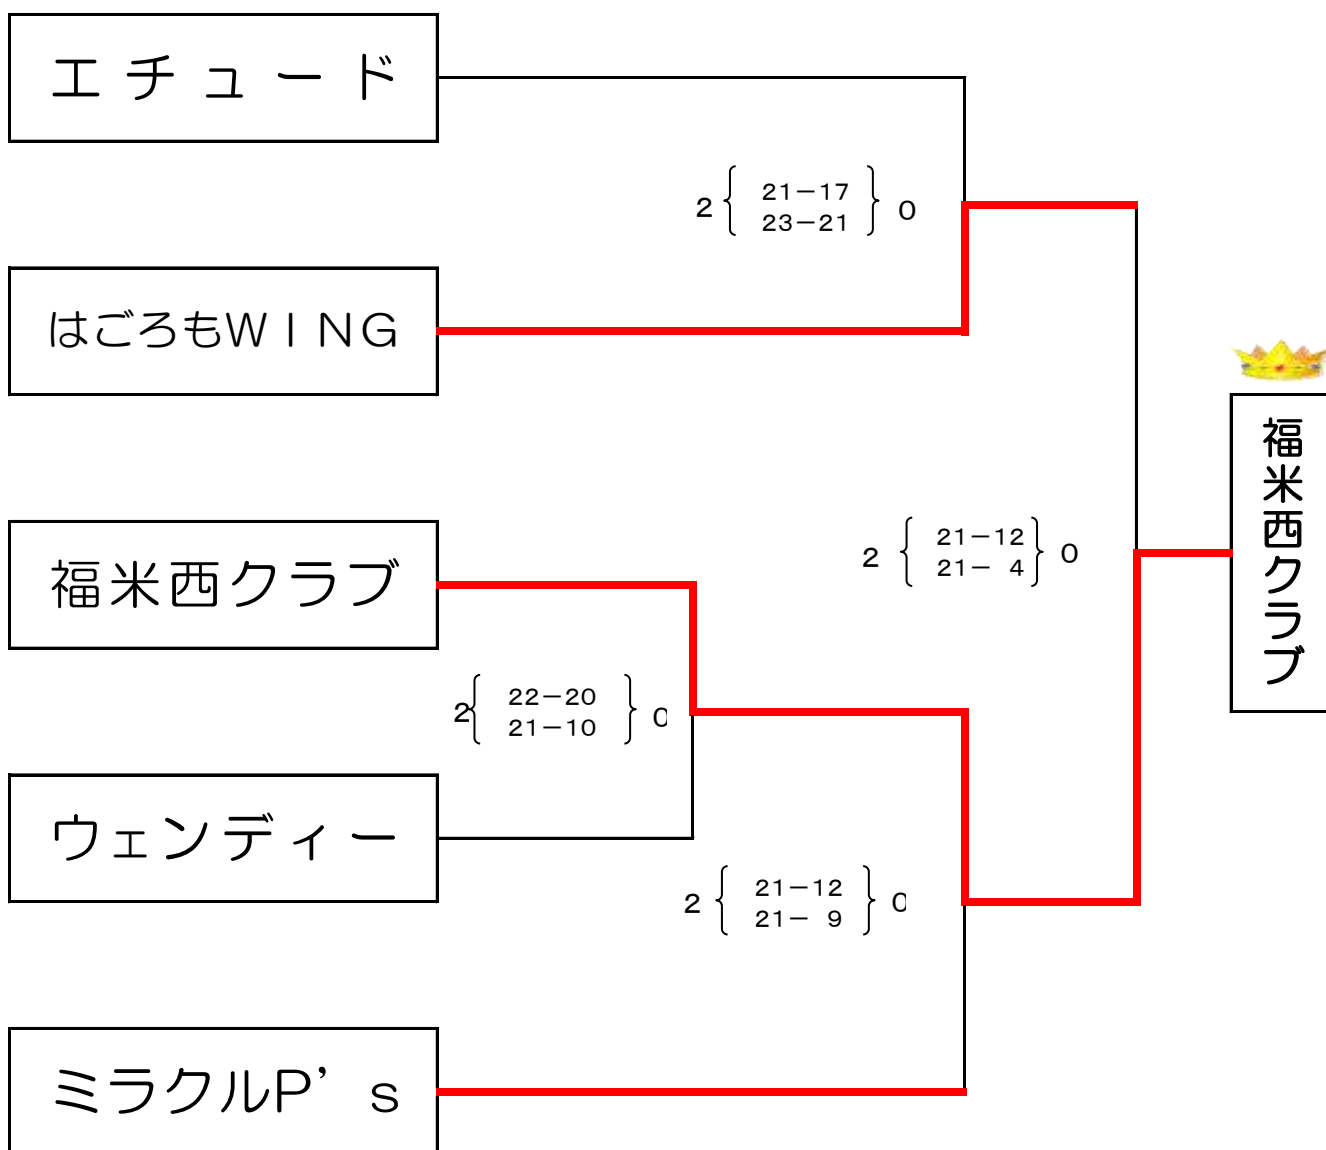 エチュード
2 { 21−17 } 0
23−21
はごろもWING
福米西クラブ
2 { 21−12 } 0
21− 4
福米西クラブ
2 { 22−20 } 0
21−10
ウェンディー
2 { 21−12 } 0
21− 9
ミラクルP’s